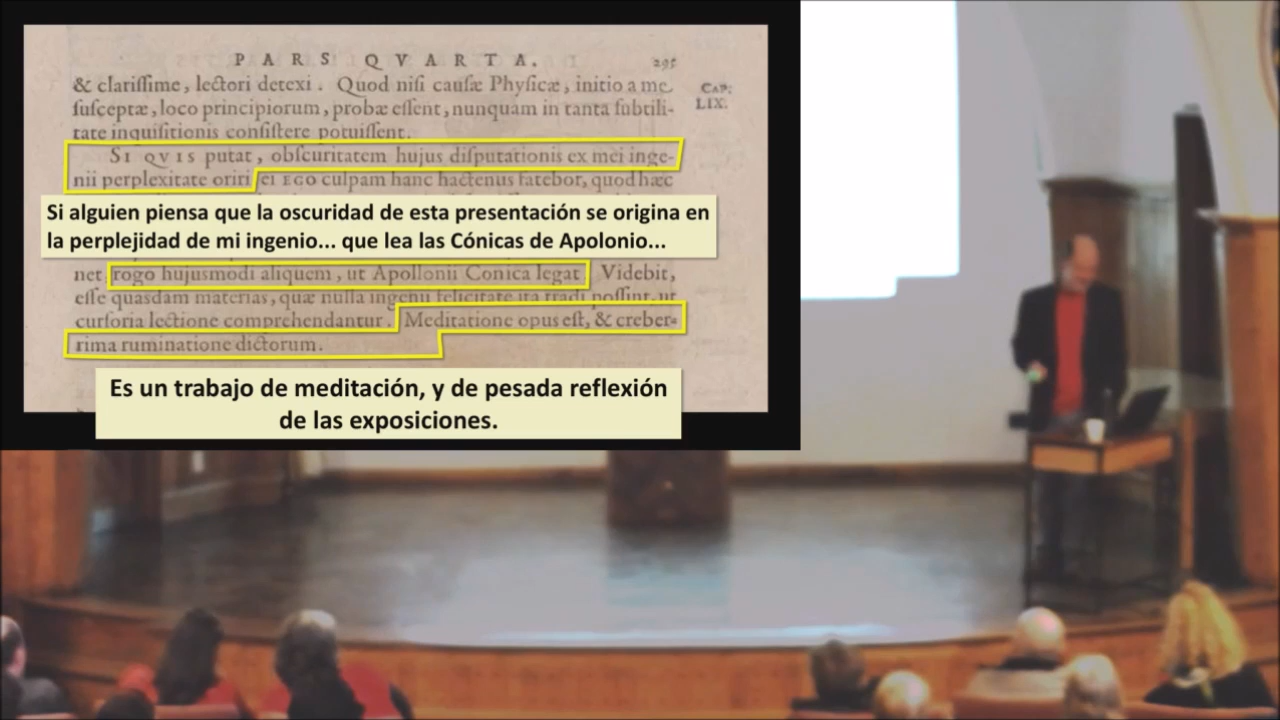 PARS QVARTA. 295
& clariſſime, lectori detexi. Quod niſi cauſæ Phyſicæ, initio a me CAP. LIX.
ſuſceptæ, loco principiorum, probæ eſſent, nunquam in tanta ſubtili-
tate inquiſitionis conſiſtere potuiſſent.
SI QVIS putat, obſcuritatem hujus diſputationis ex mei inge-
nii perplexitate oriri ei EGO culpam hanc hactenus fatebor, quod hæc
Si alguien piensa que la oscuridad de esta presentación se origina en
la perplejidad de mi ingenio... que lea las Cónicas de Apolonio...
net rogo hujusmodi aliquem, ut Apollonii Conica legat. Videbit,
eſſe quasdam materias, quæ nulla ingenii felicitate ita tradi poſſint, ut
curſoria lectione comprehendantur. Meditatione opus eſt, & creber-
rima ruminatione dictorum.
Es un trabajo de meditación, y de pesada reflexión
de las exposiciones.